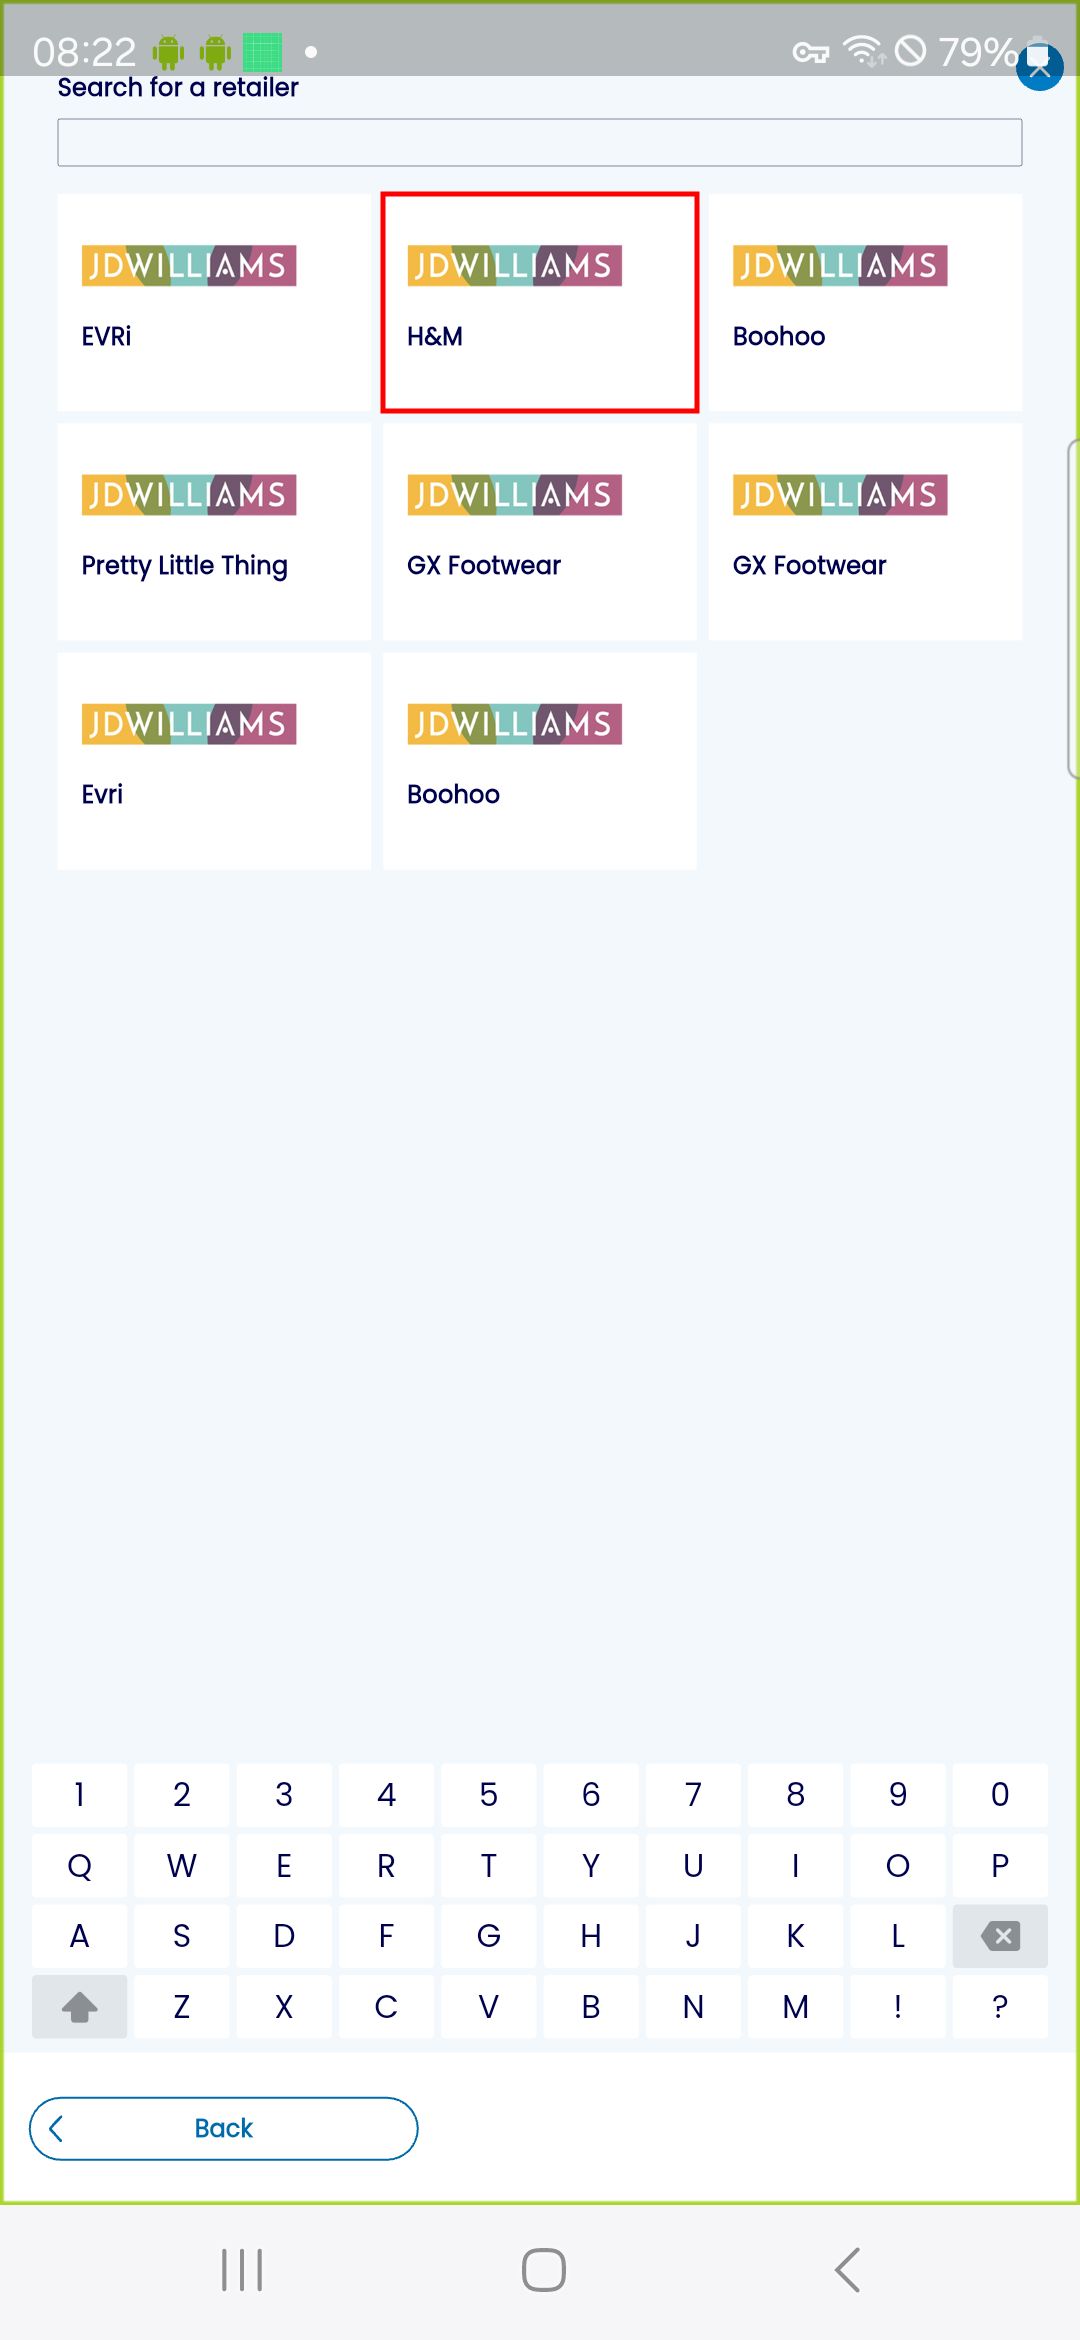 08:22 79%
Search for a retailer
JDWILLIAMS JDWILLIAMS JDWILLIAMS
EVRi H&M Boohoo
JDWILLIAMS JDWILLIAMS JDWILLIAMS
Pretty Little Thing GX Footwear GX Footwear
JDWILLIAMS JDWILLIAMS
Evri Boohoo
1 2 3 4 5 6 7 8 9 0
Q W E R T Y U I O P
A S D F G H J K L
Z X C V B N M ! ?
Back